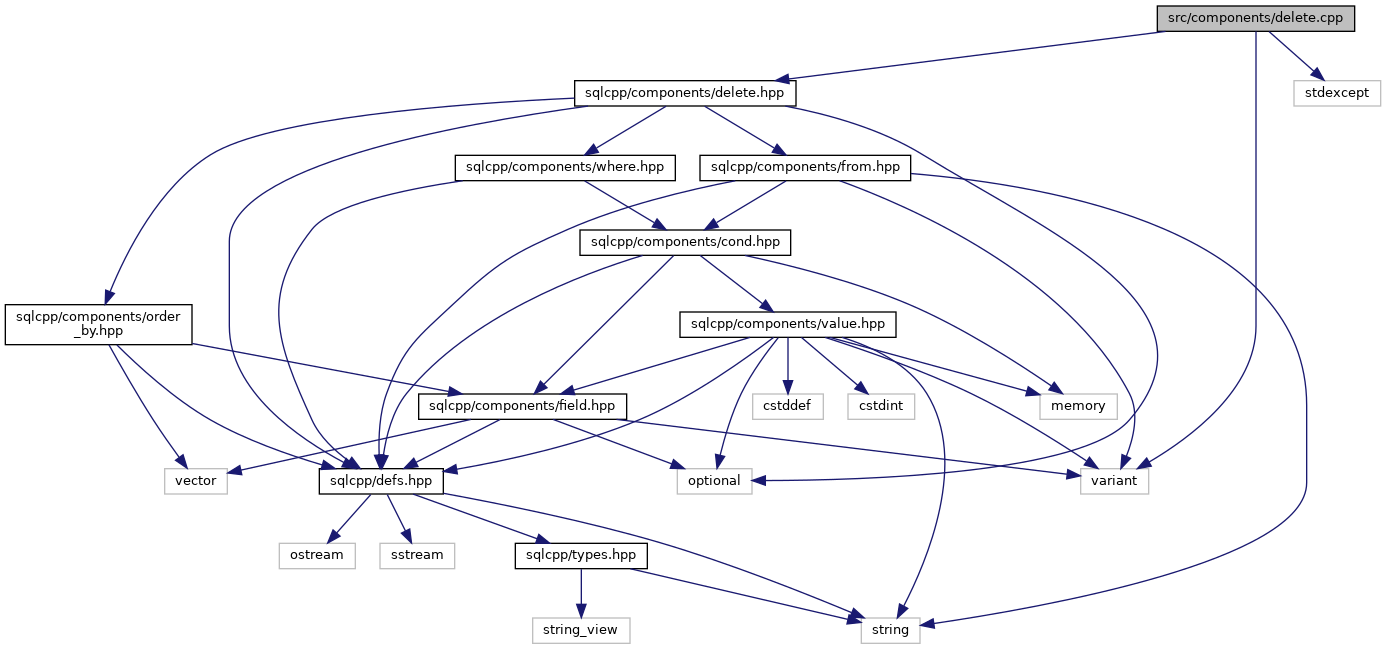 src/components/delete.cpp
sqlcpp/components/delete.hpp
stdexcept
sqlcpp/components/where.hpp
sqlcpp/components/from.hpp
sqlcpp/components/cond.hpp
sqlcpp/components/order
_by.hpp
sqlcpp/components/value.hpp
sqlcpp/components/field.hpp
cstddef
cstdint
memory
vector
sqlcpp/defs.hpp
optional
variant
ostream
sstream
sqlcpp/types.hpp
string_view
string